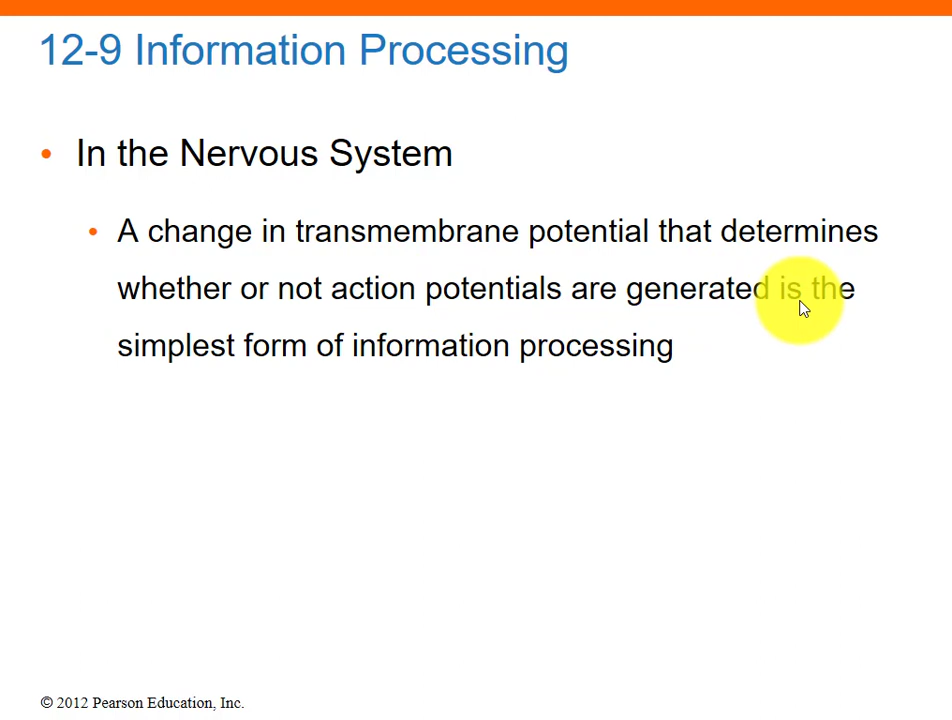 12-9 Information Processing
• In the Nervous System
• A change in transmembrane potential that determines
whether or not action potentials are generated is the
simplest form of information processing
© 2012 Pearson Education, Inc.